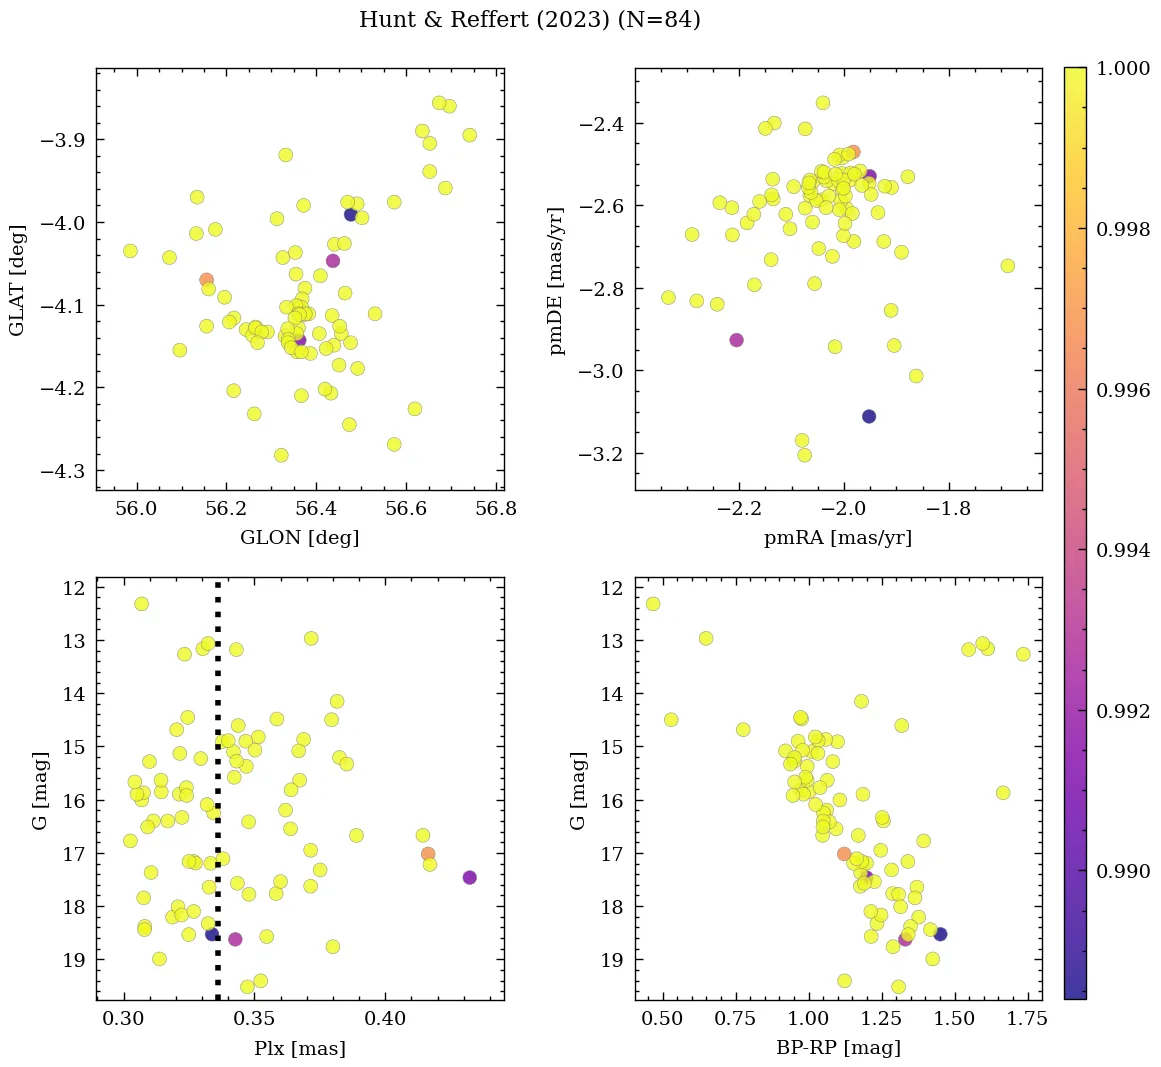 Hunt & Reffert (2023) (N=84)
−3.9
−4.0
−4.1
−4.2
−4.3
GLAT [deg]
56.0 56.2 56.4 56.6 56.8
GLON [deg]
−2.4
−2.6
−2.8
−3.0
−3.2
pmDE [mas/yr]
−2.2 −2.0 −1.8
pmRA [mas/yr]
12
13
14
15
16
17
18
19
G [mag]
0.30 0.35 0.40
Plx [mas]
12
13
14
15
16
17
18
19
G [mag]
0.50 0.75 1.00 1.25 1.50 1.75
BP-RP [mag]
1.000
0.998
0.996
0.994
0.992
0.990